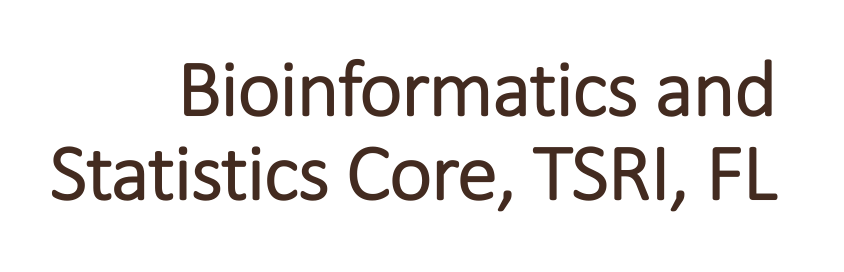 Bioinformatics and
Statistics Core, TSRI, FL